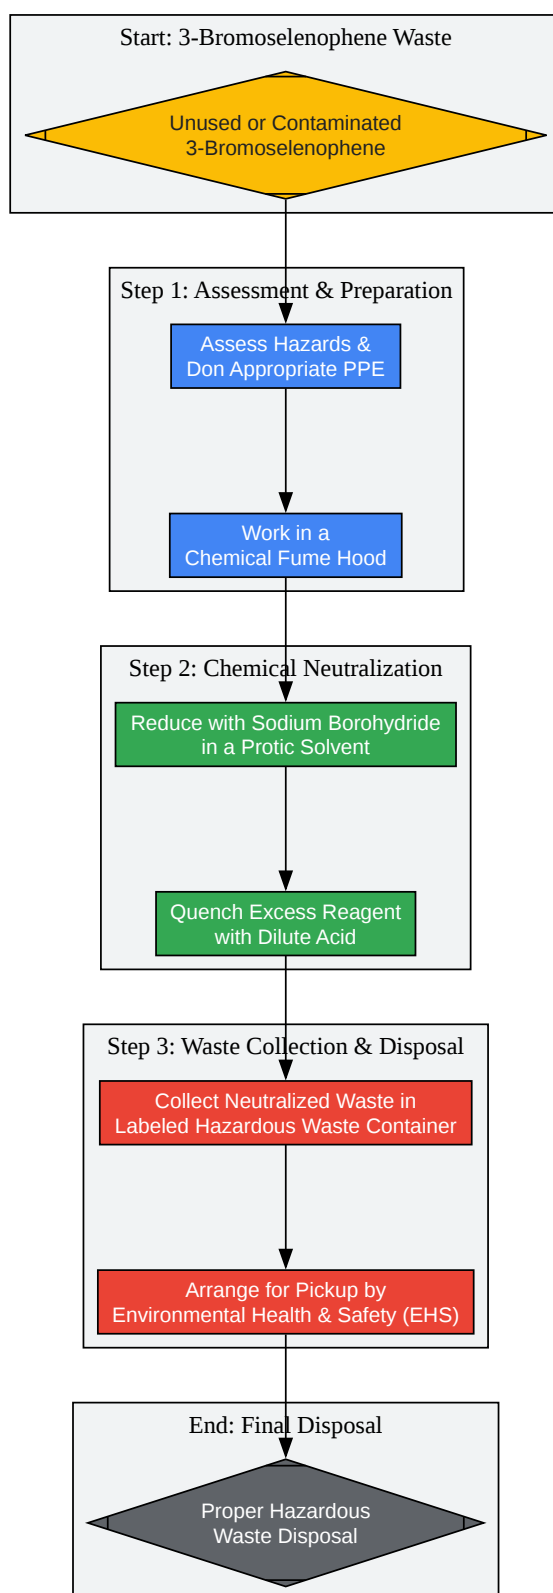 Start: 3-Bromoselenophene Waste
Unused or Contaminated
3-Bromoselenophene
Step 1: Assessment & Preparation
Assess Hazards &
Don Appropriate PPE
Work in a
Chemical Fume Hood
Step 2: Chemical Neutralization
Reduce with Sodium Borohydride
in a Protic Solvent
Quench Excess Reagent
with Dilute Acid
Step 3: Waste Collection & Disposal
Collect Neutralized Waste in
Labeled Hazardous Waste Container
Arrange for Pickup by
Environmental Health & Safety (EHS)
End: Final Disposal
Proper Hazardous
Waste Disposal